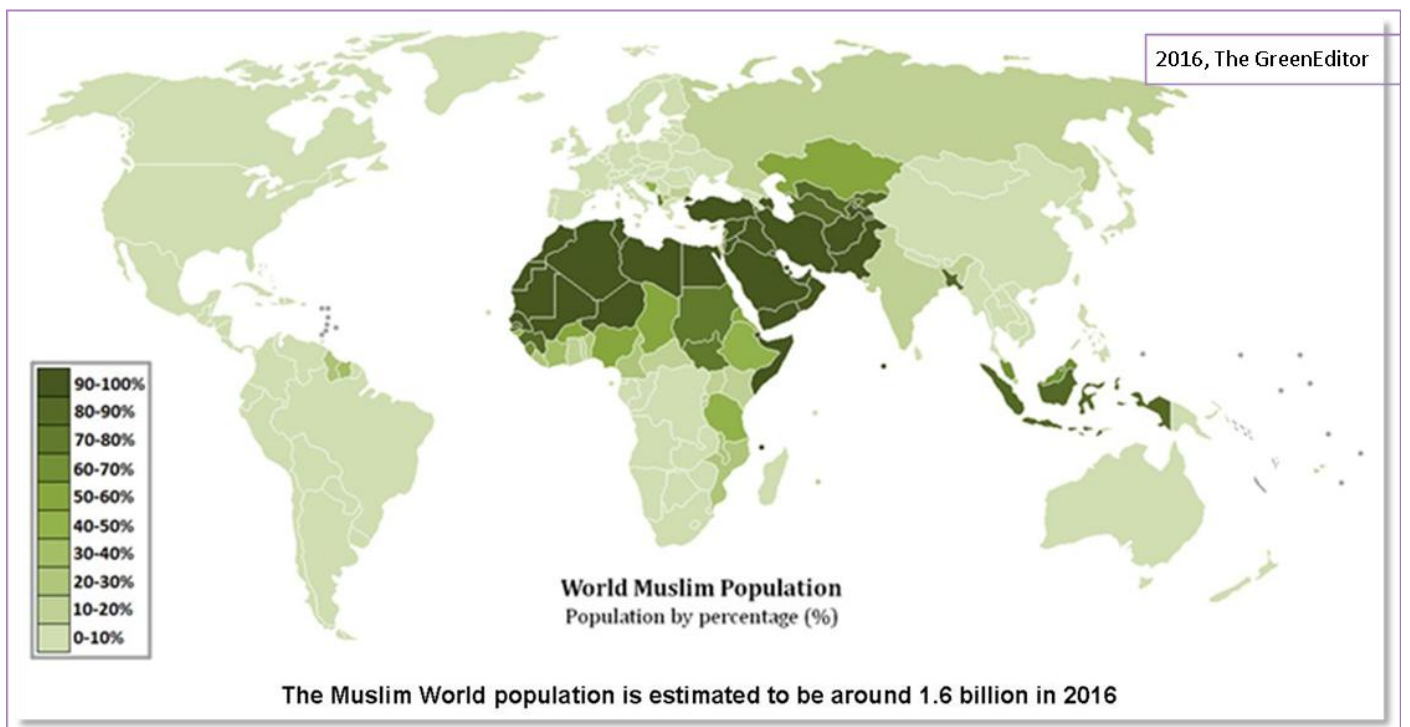 2016, The GreenEditor
90-100%
80-90%
70-80%
60-70%
50-60%
40-50%
30-40%
20-30%
10-20%
0-10%
World Muslim Population
Population by percentage (%)
The Muslim World population is estimated to be around 1.6 billion in 2016